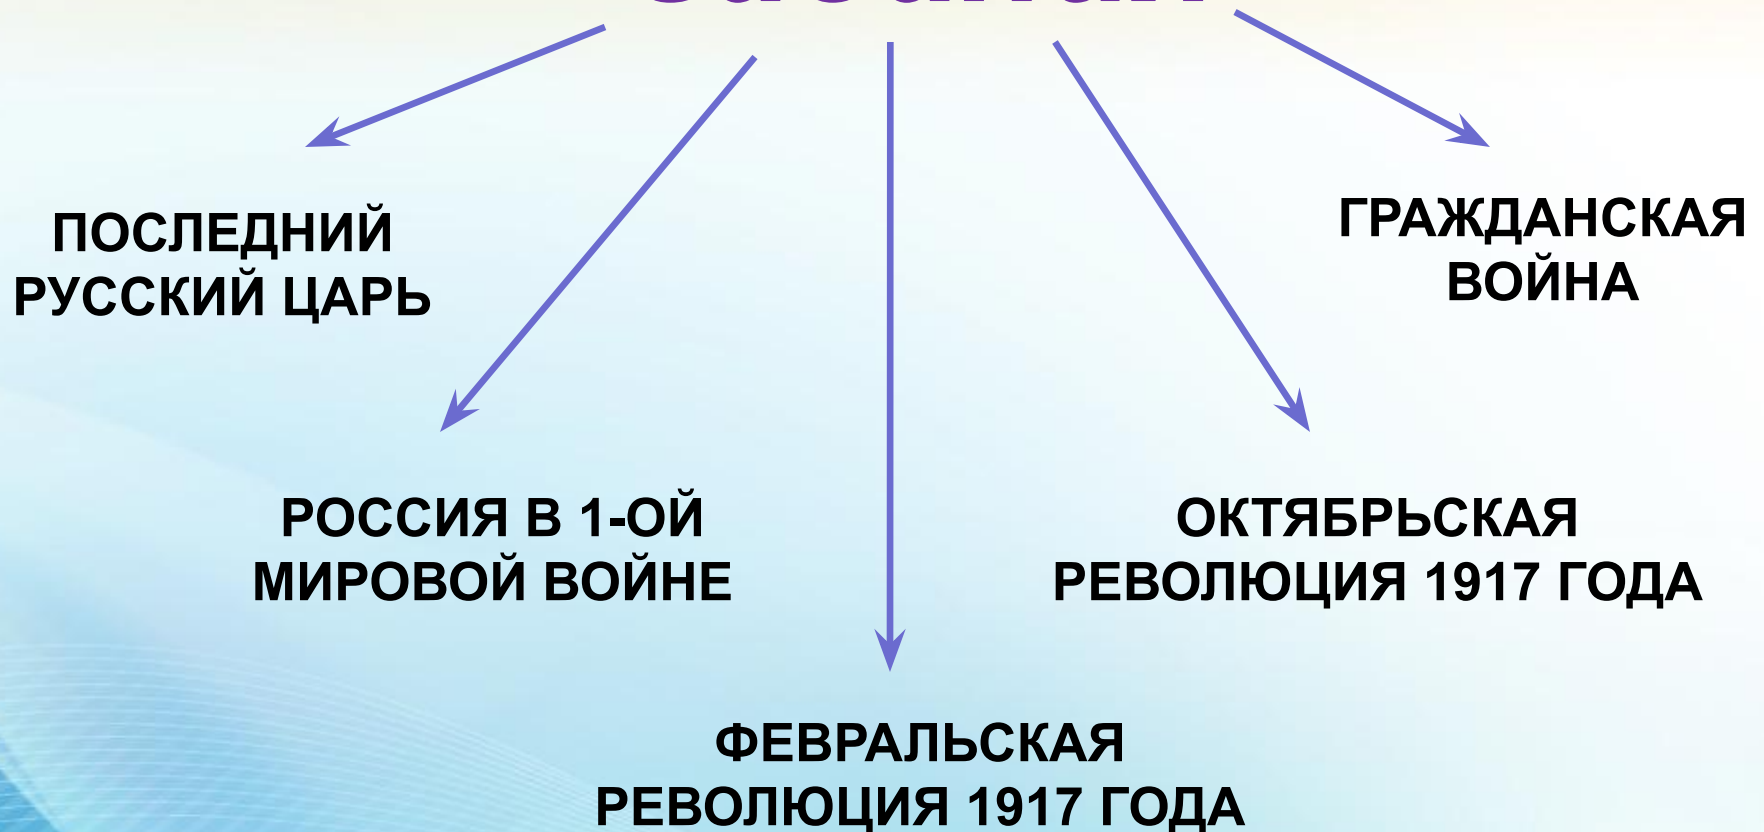 ПОСЛЕДНИЙ
РУССКИЙ ЦАРЬ
ГРАЖДАНСКАЯ
ВОЙНА
РОССИЯ В 1-ОЙ
МИРОВОЙ ВОЙНЕ
ОКТЯБРЬСКАЯ
РЕВОЛЮЦИЯ 1917 ГОДА
ФЕВРАЛЬСКАЯ
РЕВОЛЮЦИЯ 1917 ГОДА